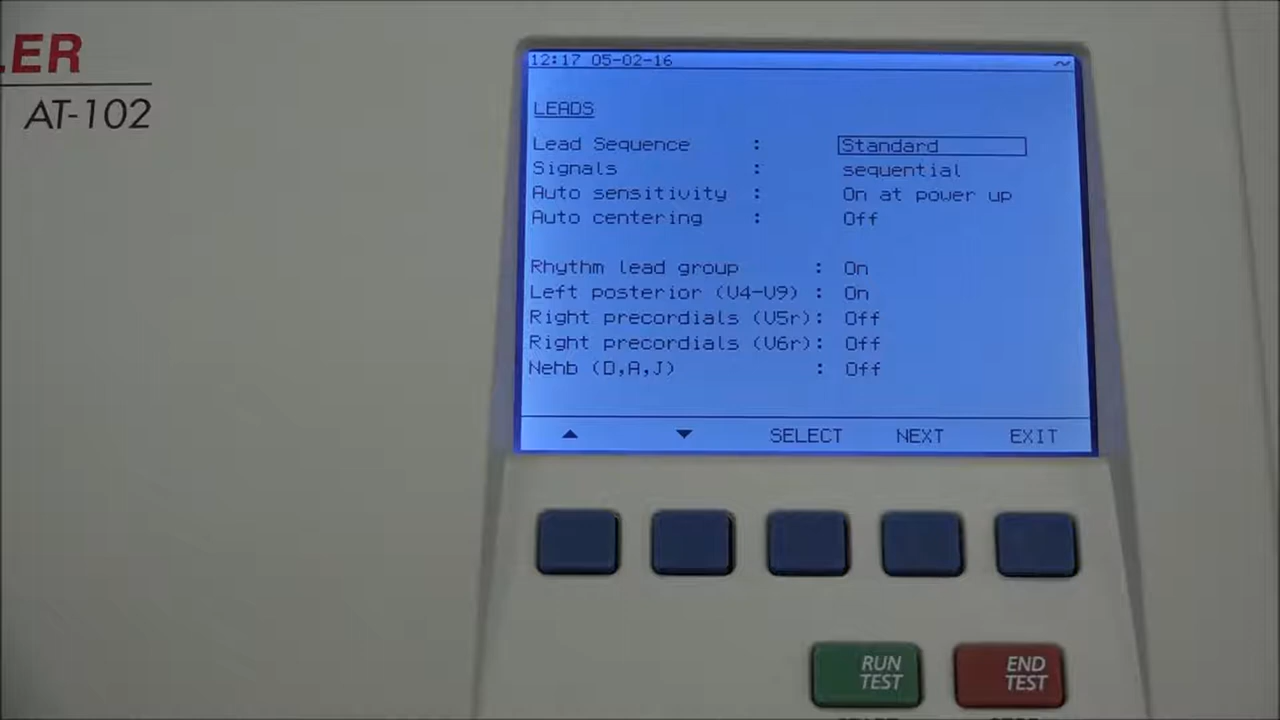 LER
AT-102
12:17 05-02-16
LEADS
Lead Sequence : Standard
Signals : sequential
Auto sensitivity : On at power up
Auto centering : Off
Rhythm lead group : On
Left posterior (V4-V9) : On
Right precordials (V5r): Off
Right precordials (V6r): Off
Nehb (D,A,J) : Off
SELECT NEXT EXIT
RUN TEST
END TEST